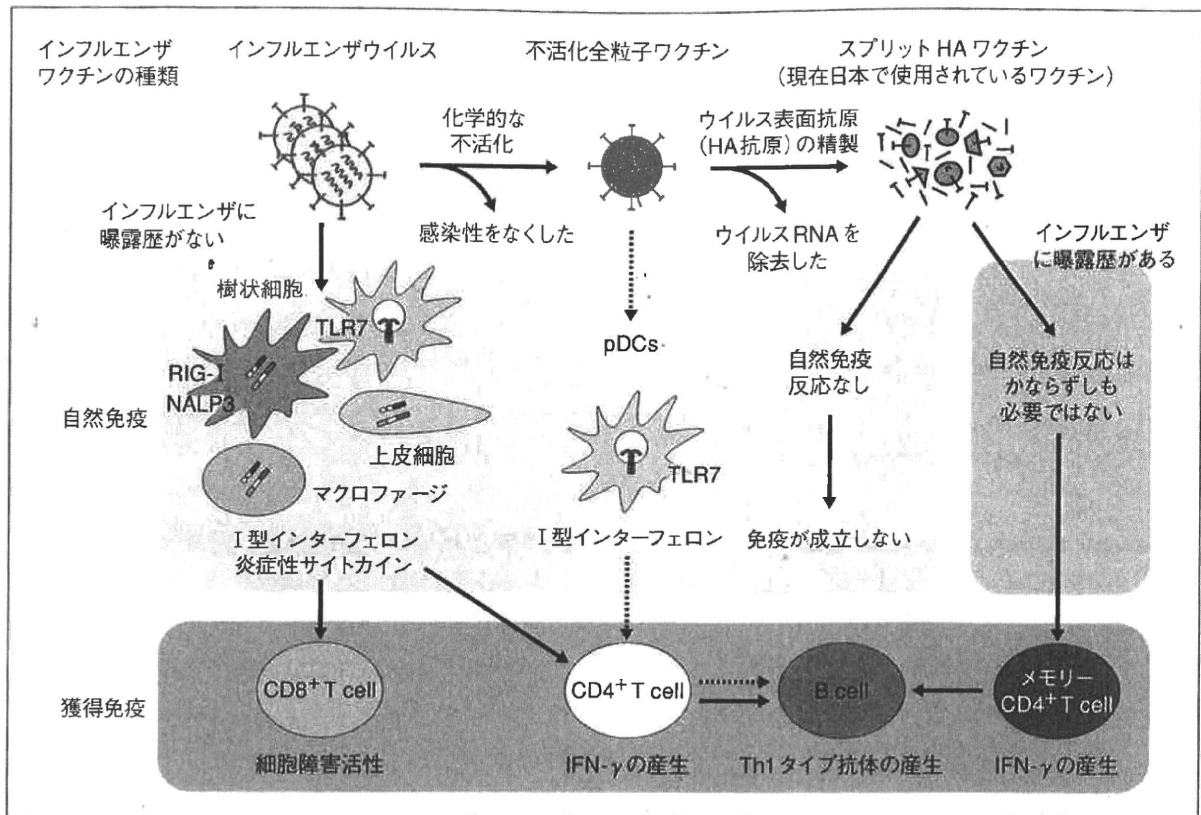 インフルエンザ
ワクチンの種類
インフルエンザウイルス
不活化全粒子ワクチン
スプリット HA ワクチン
(現在日本で使用されているワクチン)
化学的な
不活化
ウイルス表面抗原
(HA抗原)の精製
インフルエンザに
曝露歴がない
感染性をなくした
ウイルス RNA を
除去した
インフルエンザ
に曝露歴がある
樹状細胞
TLR7
RIG-I
NALP3
上皮細胞
マクロファージ
自然免疫
pDCs
TLR7
自然免疫
反応なし
自然免疫反応は
かならずしも
必要ではない
I 型インターフェロン
炎症性サイトカイン
I 型インターフェロン
免疫が成立しない
獲得免疫
CD8+ T cell
CD4+ T cell
B cell
メモリー
CD4+ T cell
細胞障害活性
IFN-γの産生
Th1 タイプ抗体の産生
IFN-γの産生